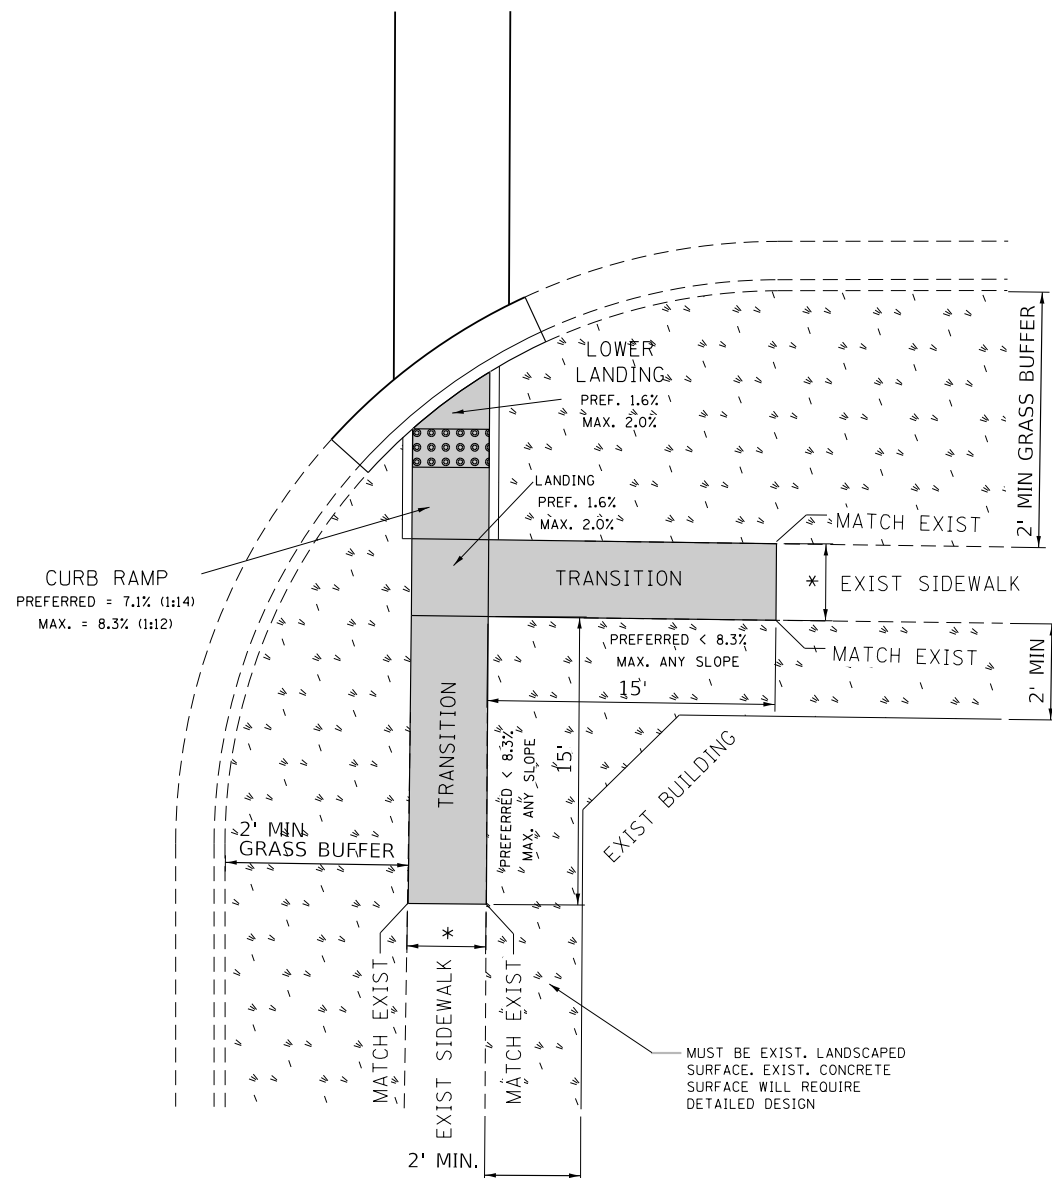 LOWER
LANDING
PREF. 1.6%
MAX. 2.0%
2' MIN GRASS BUFFER
LANDING
PREF. 1.6%
MAX. 2.0%
MATCH EXIST
CURB RAMP
PREFERRED = 7.1% (1:14)
MAX. = 8.3% (1:12)
TRANSITION
* EXIST SIDEWALK
PREFERRED < 8.3%
MAX. ANY SLOPE
MATCH EXIST
2' MIN
15'
TRANSITION
PREFERRED < 8.3%
MAX. ANY SLOPE
15'
EXIST BUILDING
2' MIN
GRASS BUFFER
*
MATCH EXIST
EXIST SIDEWALK
MATCH EXIST
MUST BE EXIST. LANDSCAPED
SURFACE. EXIST. CONCRETE
SURFACE WILL REQUIRE
DETAILED DESIGN
2' MIN.